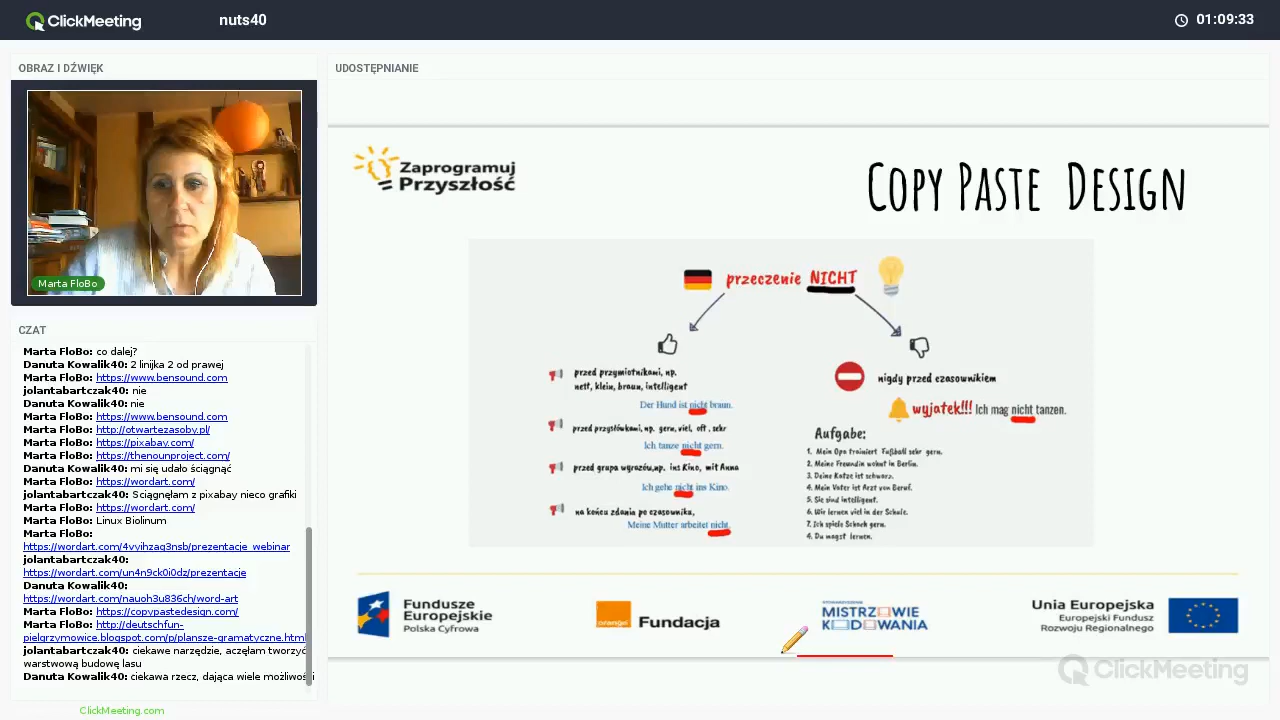 ClickMeeting
nuts40
01:09:33
OBRAZ I DŹWIĘK
Marta FloBo
CZAT
Marta FloBo: co dalej?
Danuta Kowalik40: 2 linijka 2 od prawej
Marta FloBo: https://www.bensound.com
jolantabartczak40: nie
Danuta Kowalik40: nie
Marta FloBo: https://www.bensound.com
Marta FloBo: http://otwartezasoby.pl/
Marta FloBo: https://pixabay.com/
Marta FloBo: https://thenounproject.com/
Danuta Kowalik40: mi się udało ściągnąć
Marta FloBo: https://wordart.com/
jolantabartczak40: Sciągnęłam z pixabay nieco grafiki
Marta FloBo: https://wordart.com/
Marta FloBo: Linux Biolinum
Marta FloBo:
https://wordart.com/4vvihzaq3nsb/prezentacje_webinar
jolantabartczak40:
https://wordart.com/un4n9ck0i0dz/prezentacje
Danuta Kowalik40:
https://wordart.com/nauoh3u836ch/word-art
Marta FloBo: https://copypastedesign.com/
Marta FloBo: http://deutschfun-
pielgrzymowice.blogspot.com/p/plansze-gramatyczne.html
jolantabartczak40: ciekawe narzędzie, aczęlam tworzyć
warstwową budowę lasu
Danuta Kowalik40: ciekawa rzecz, dająca wiele możliwości
ClickMeeting.com
UDOSTĘPNIANIE
Zaprogramuj
Przyszłość
COPY PASTE DESIGN
przeczenie NICHT
przed przymiotnikami, np.
nett, klein, braun, intelligent
Der Hund ist nicht braun.
przed przysłówkami, np. gern, viel, oft, sehr
Ich tanze nicht gern.
przed grupa wyrazów,np. ins Kino, mit Anna
Ich gehe nicht ins Kino.
na końcu zdania po czasowniku,
Meine Mutter arbeitet nicht.
nigdy przed czasownikiem
wyjatek!!! Ich mag nicht tanzen.
Aufgabe:
1. Mein Opa trainiert Fußball sehr gern.
2. Meine Freundin wohnt in Berlin.
3. Deine Katze ist schwarz.
4. Mein Vater ist Arzt von Beruf.
5. Sie sind intelligent.
6. Wir lernen viel in der Schule.
7. Ich spiele Schach gern.
4. Du magst lernen.
Fundusze
Europejskie
Polska Cyfrowa
orange
Fundacja
STOWARZYSZENIE
MISTRZOWIE
KODOWANIA
Unia Europejska
Europejski Fundusz
Rozwoju Regionalnego
ClickMeeting